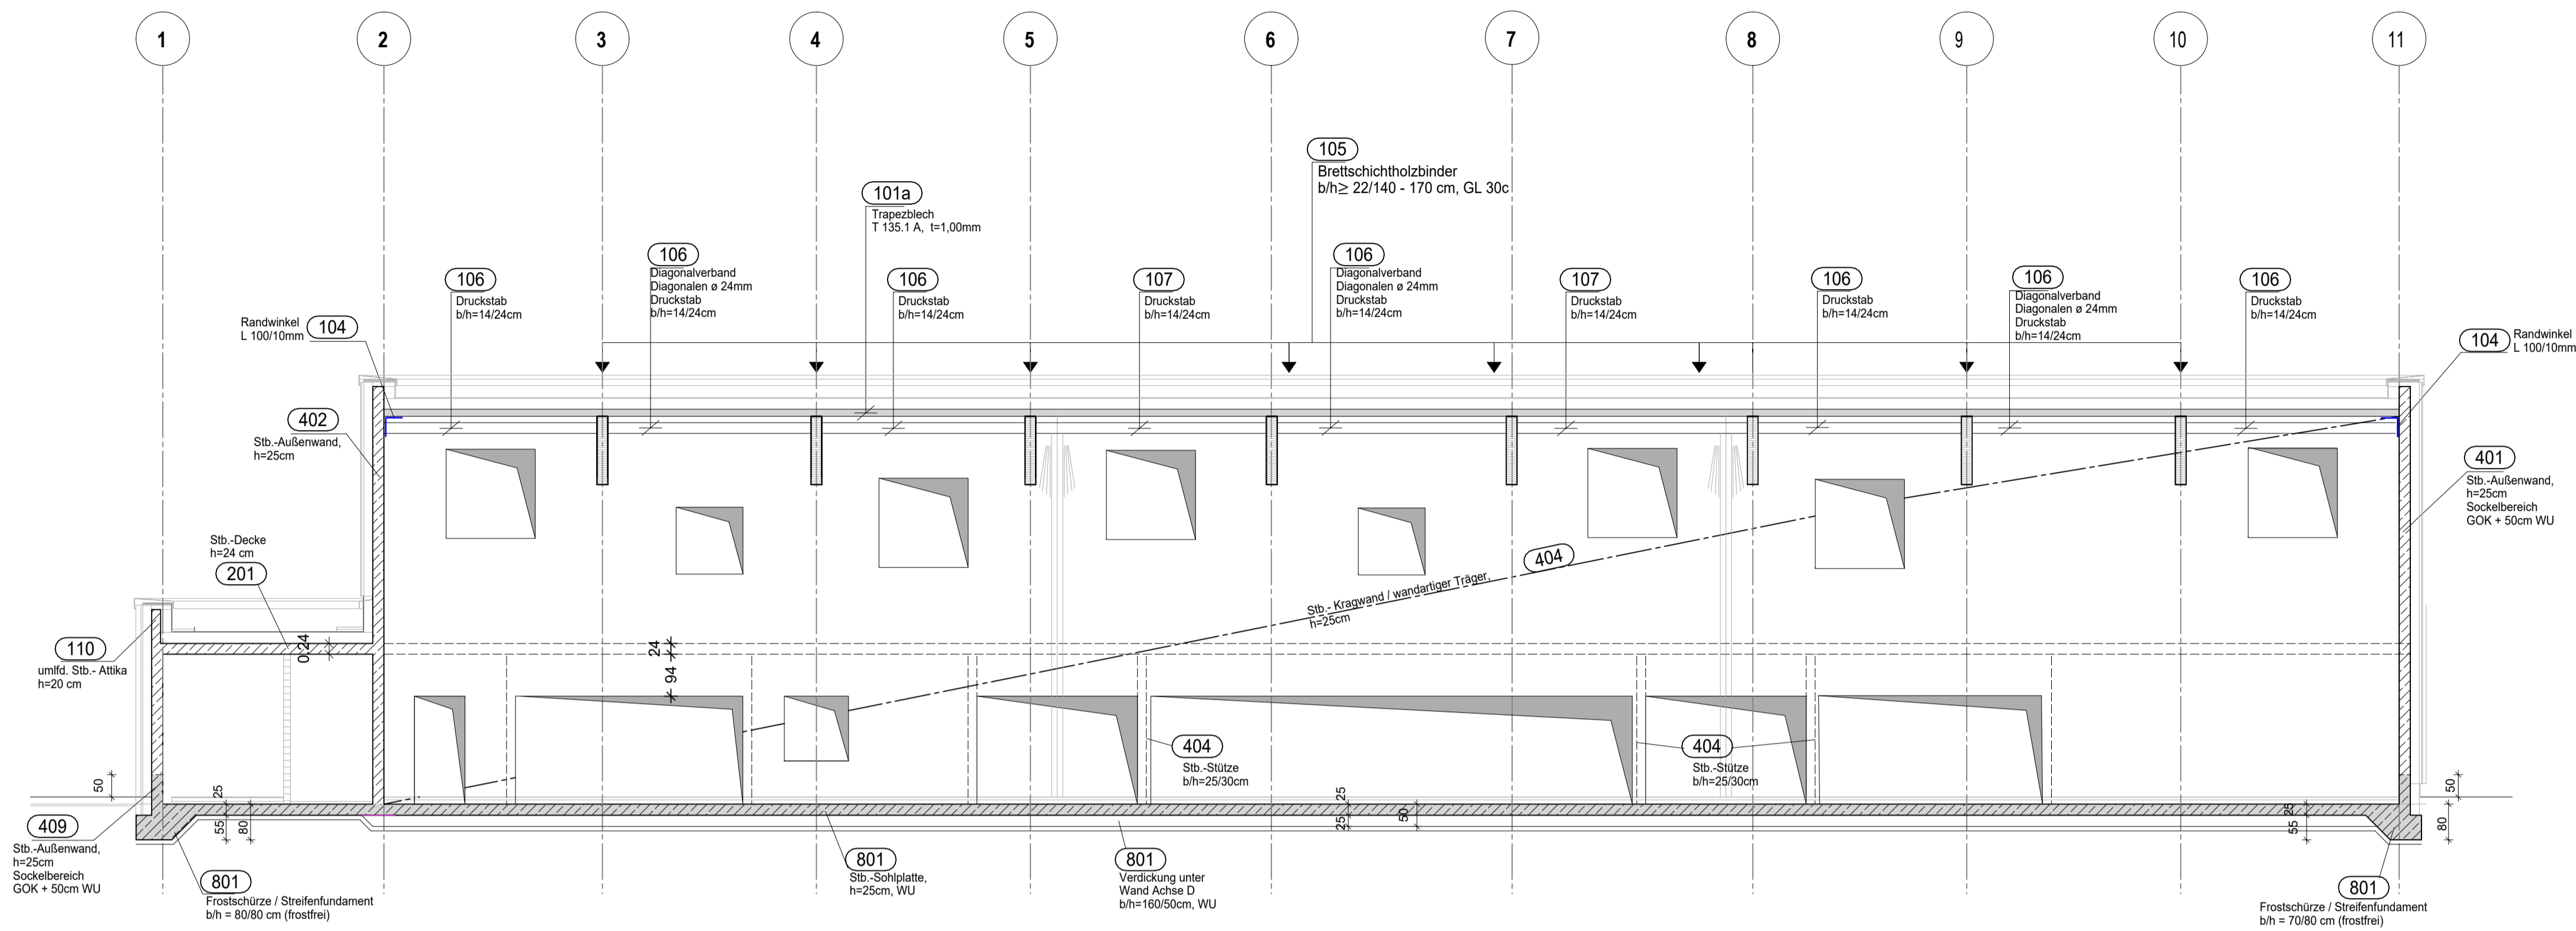 1
2
3
4
5
6
7
8
9
10
11
105
Brettschichtholzbinder
b/h≥ 22/140 - 170 cm, GL 30c
101a
Trapezblech
T 135.1 A, t=1,00mm
106
Druckstab
b/h=14/24cm
106
Diagonalverband
Diagonalen ø 24mm
Druckstab
b/h=14/24cm
106
Druckstab
b/h=14/24cm
107
Druckstab
b/h=14/24cm
106
Diagonalverband
Diagonalen ø 24mm
Druckstab
b/h=14/24cm
107
Druckstab
b/h=14/24cm
106
Druckstab
b/h=14/24cm
106
Diagonalverband
Diagonalen ø 24mm
Druckstab
b/h=14/24cm
106
Druckstab
b/h=14/24cm
Randwinkel
L 100/10mm
104
104
Randwinkel
L 100/10mm
402
Stb.-Außenwand,
h=25cm
401
Stb.-Außenwand,
h=25cm
Sockelbereich
GOK + 50cm WU
Stb.-Decke
h=24 cm
201
404
Stb.- Kragwand / wandartiger Träger,
h=25cm
110
umlfd. Stb.- Attika
h=20 cm
0,24
24
94
404
Stb.-Stütze
b/h=25/30cm
404
Stb.-Stütze
b/h=25/30cm
50
25
55
80
25
25
50
50
25
55
80
409
Stb.-Außenwand,
h=25cm
Sockelbereich
GOK + 50cm WU
801
Frostschürze / Streifenfundament
b/h = 80/80 cm (frostfrei)
801
Stb.-Sohlplatte,
h=25cm, WU
801
Verdickung unter
Wand Achse D
b/h=160/50cm, WU
801
Frostschürze / Streifenfundament
b/h = 70/80 cm (frostfrei)